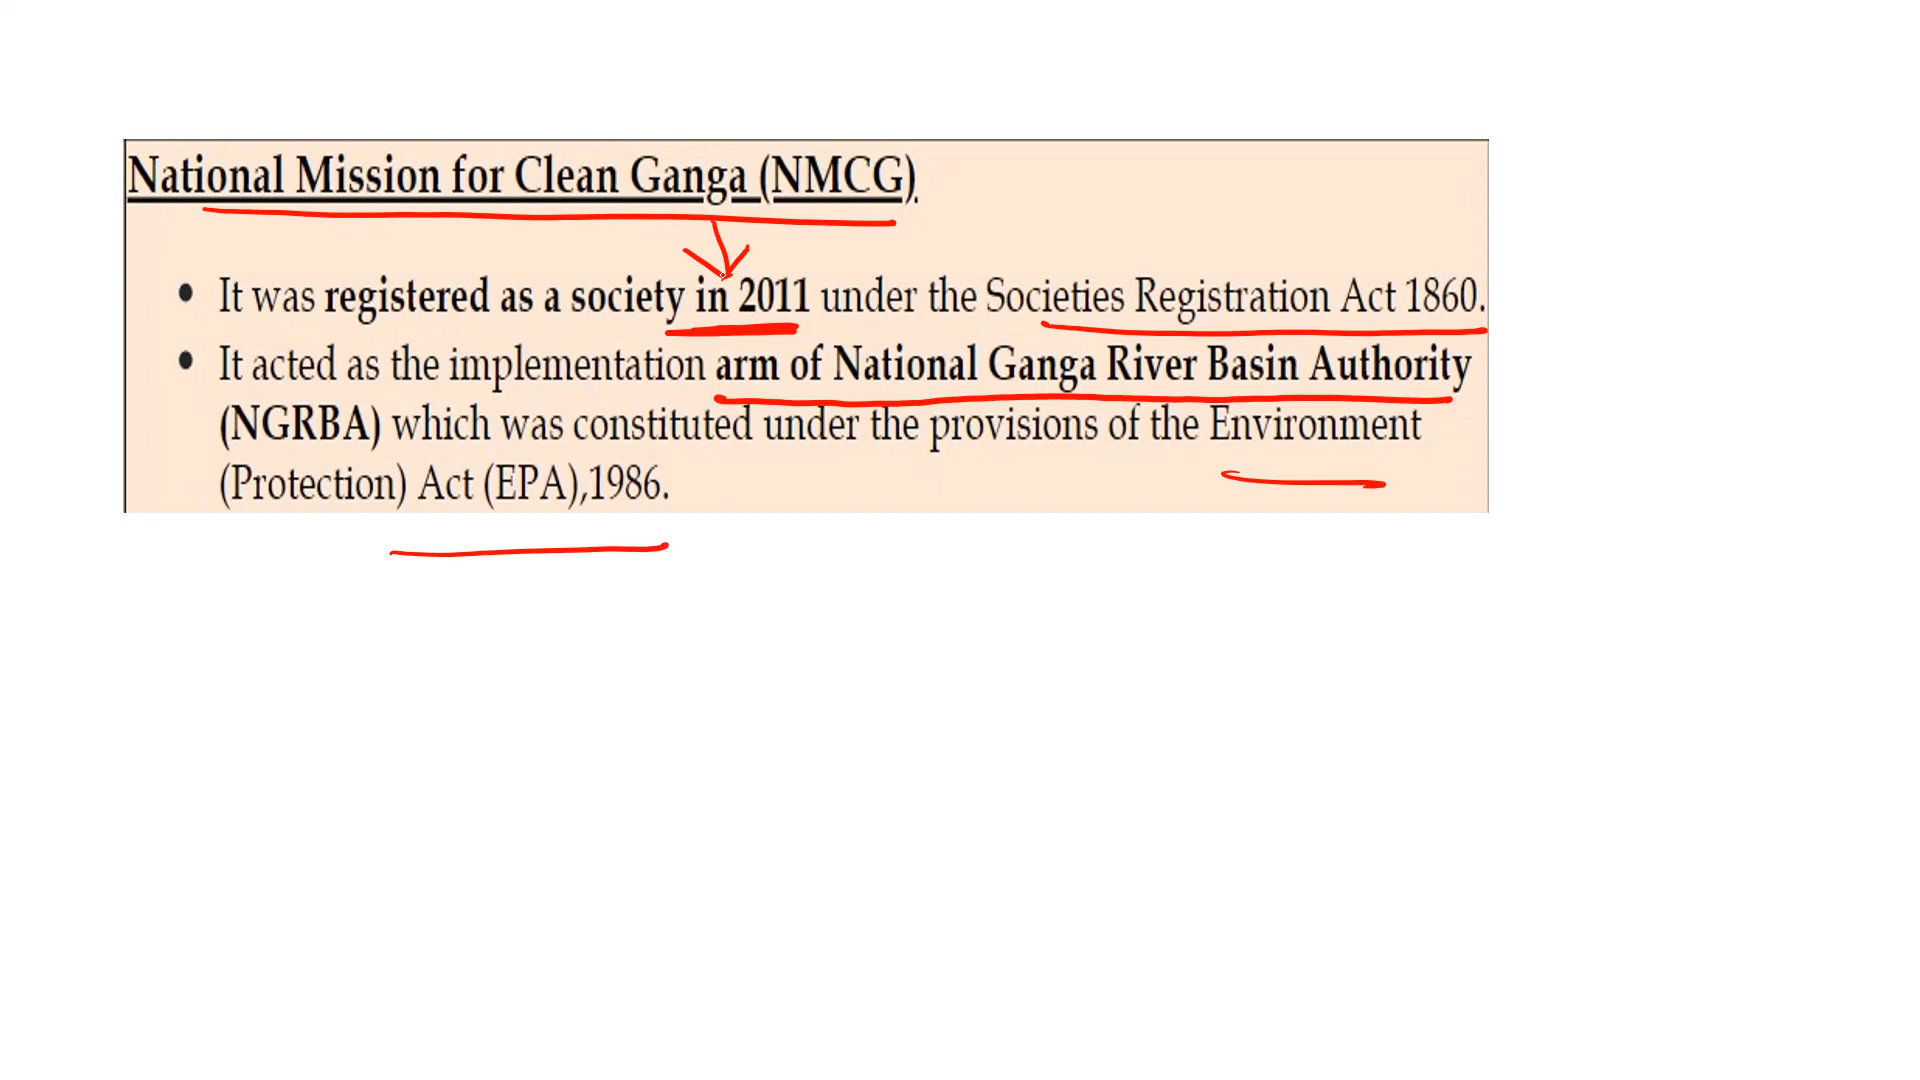 National Mission for Clean Ganga (NMCG)
• It was registered as a society in 2011 under the Societies Registration Act 1860.
• It acted as the implementation arm of National Ganga River Basin Authority
(NGRBA) which was constituted under the provisions of the Environment
(Protection) Act (EPA),1986.